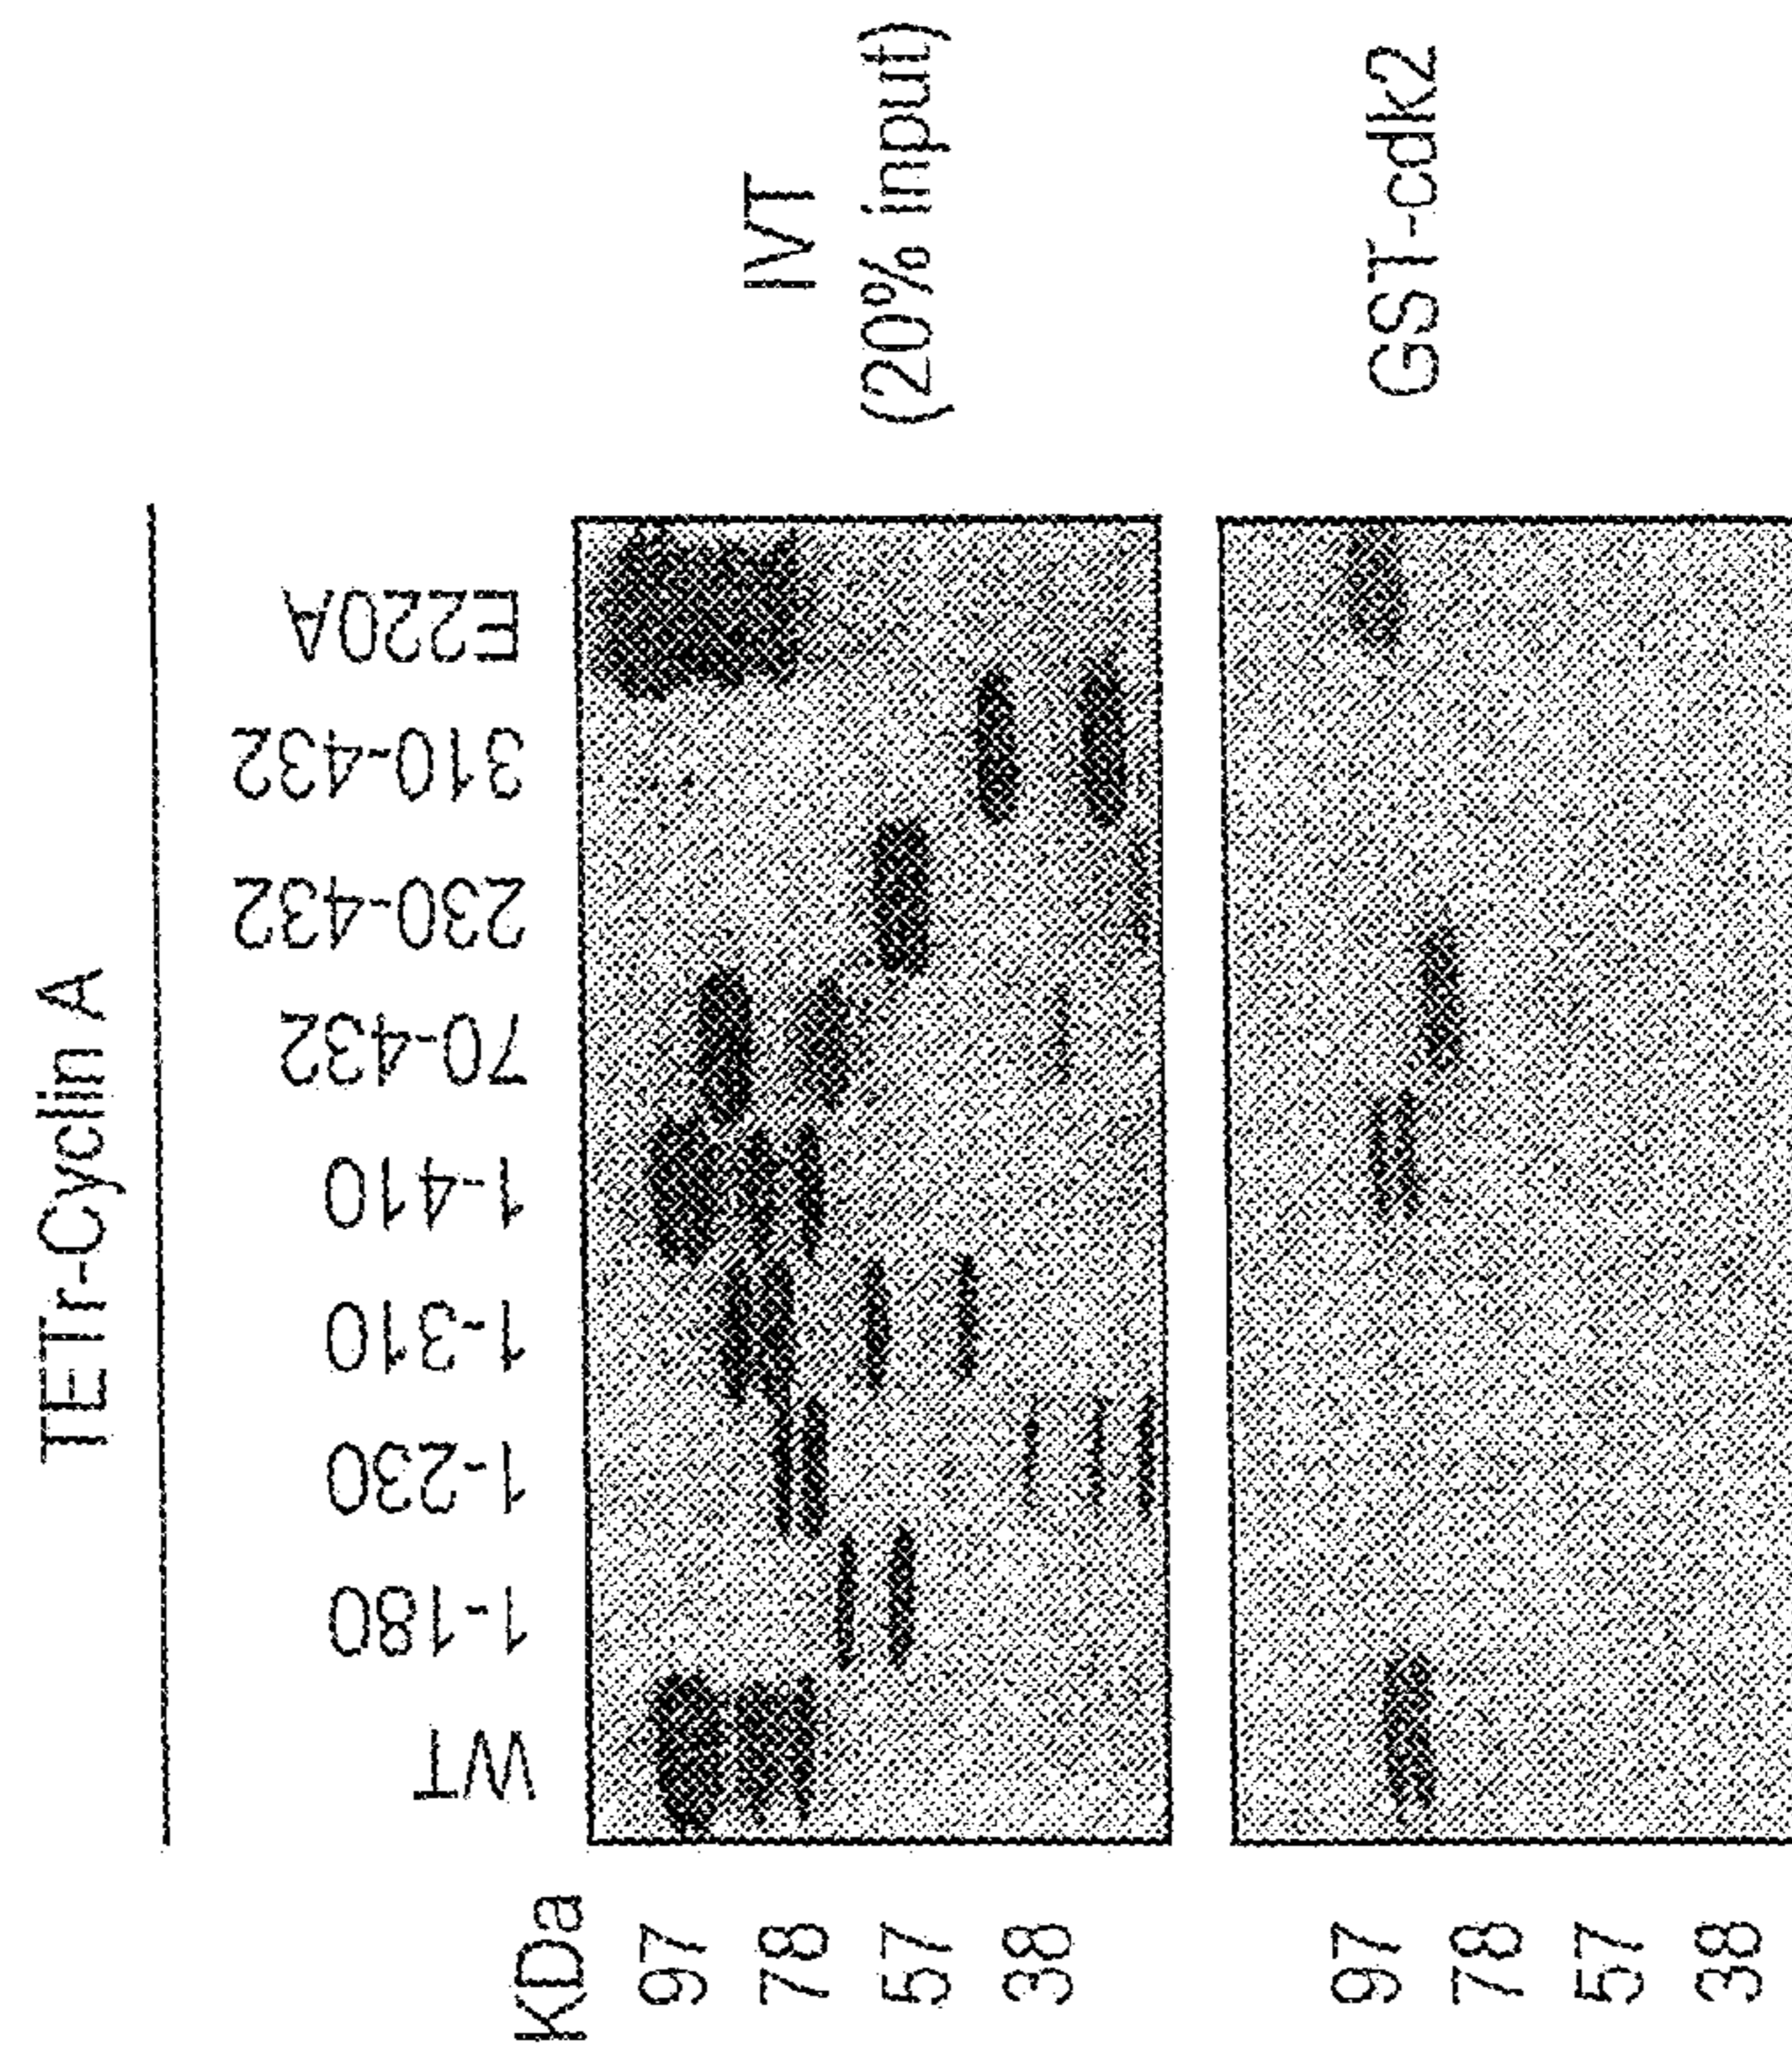 TETr-Cyclin A
WT
1-180
1-230
1-310
1-410
70-432
230-432
310-432
E220A
KDa
97
78
57
38
IVT
(20% input)
97
78
57
38
GST-cdk2